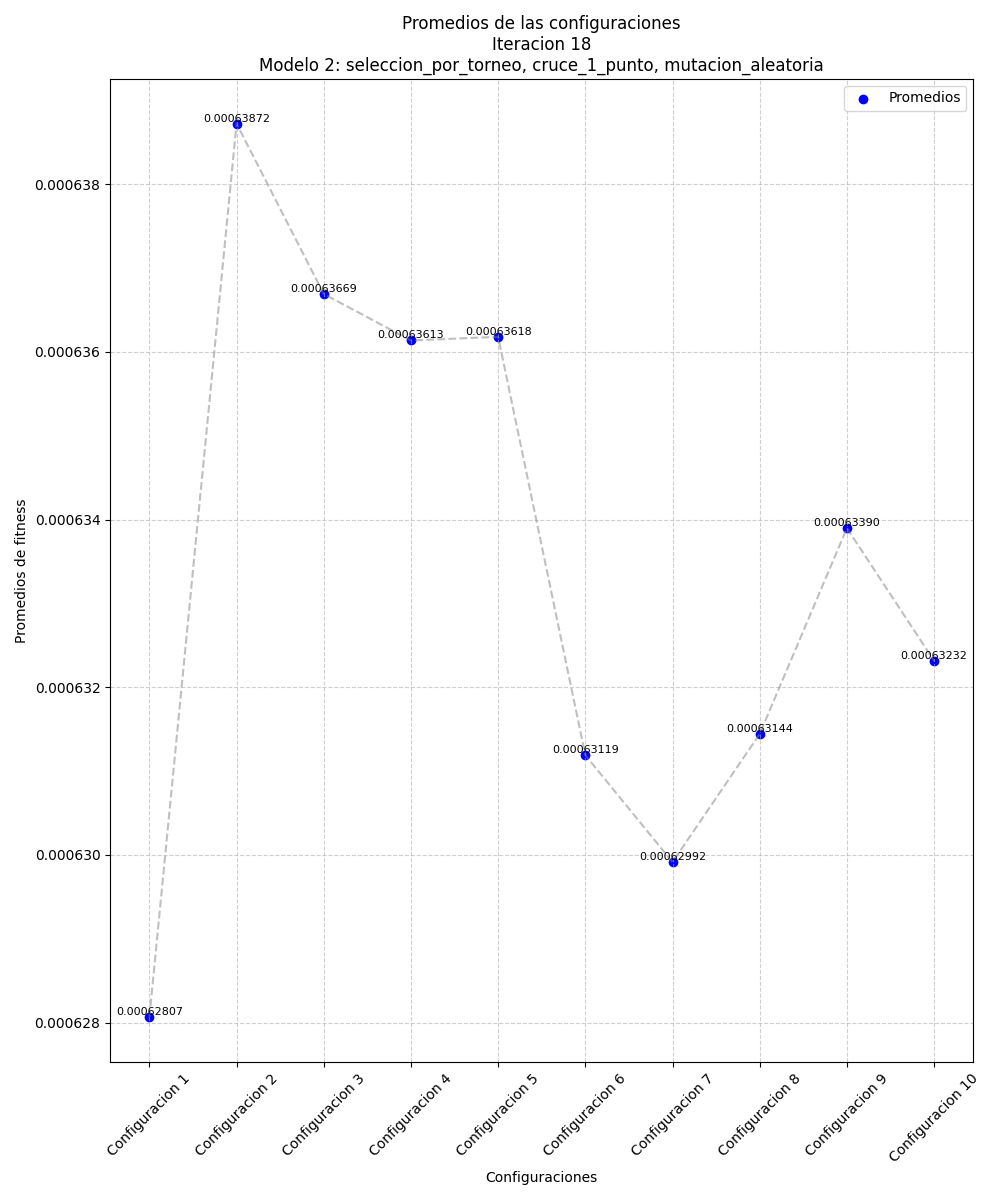 Promedios de las configuraciones
Iteracion 18
Modelo 2: seleccion_por_torneo, cruce_1_punto, mutacion_aleatoria
Promedios
0.00063872
0.00063669
0.00063613
0.00063618
0.00063390
0.00063232
0.00063144
0.00063119
0.00062992
0.00062807
0.000638
0.000636
0.000634
0.000632
0.000630
0.000628
Promedios de fitness
Configuracion 1
Configuracion 2
Configuracion 3
Configuracion 4
Configuracion 5
Configuracion 6
Configuracion 7
Configuracion 8
Configuracion 9
Configuracion 10
Configuraciones